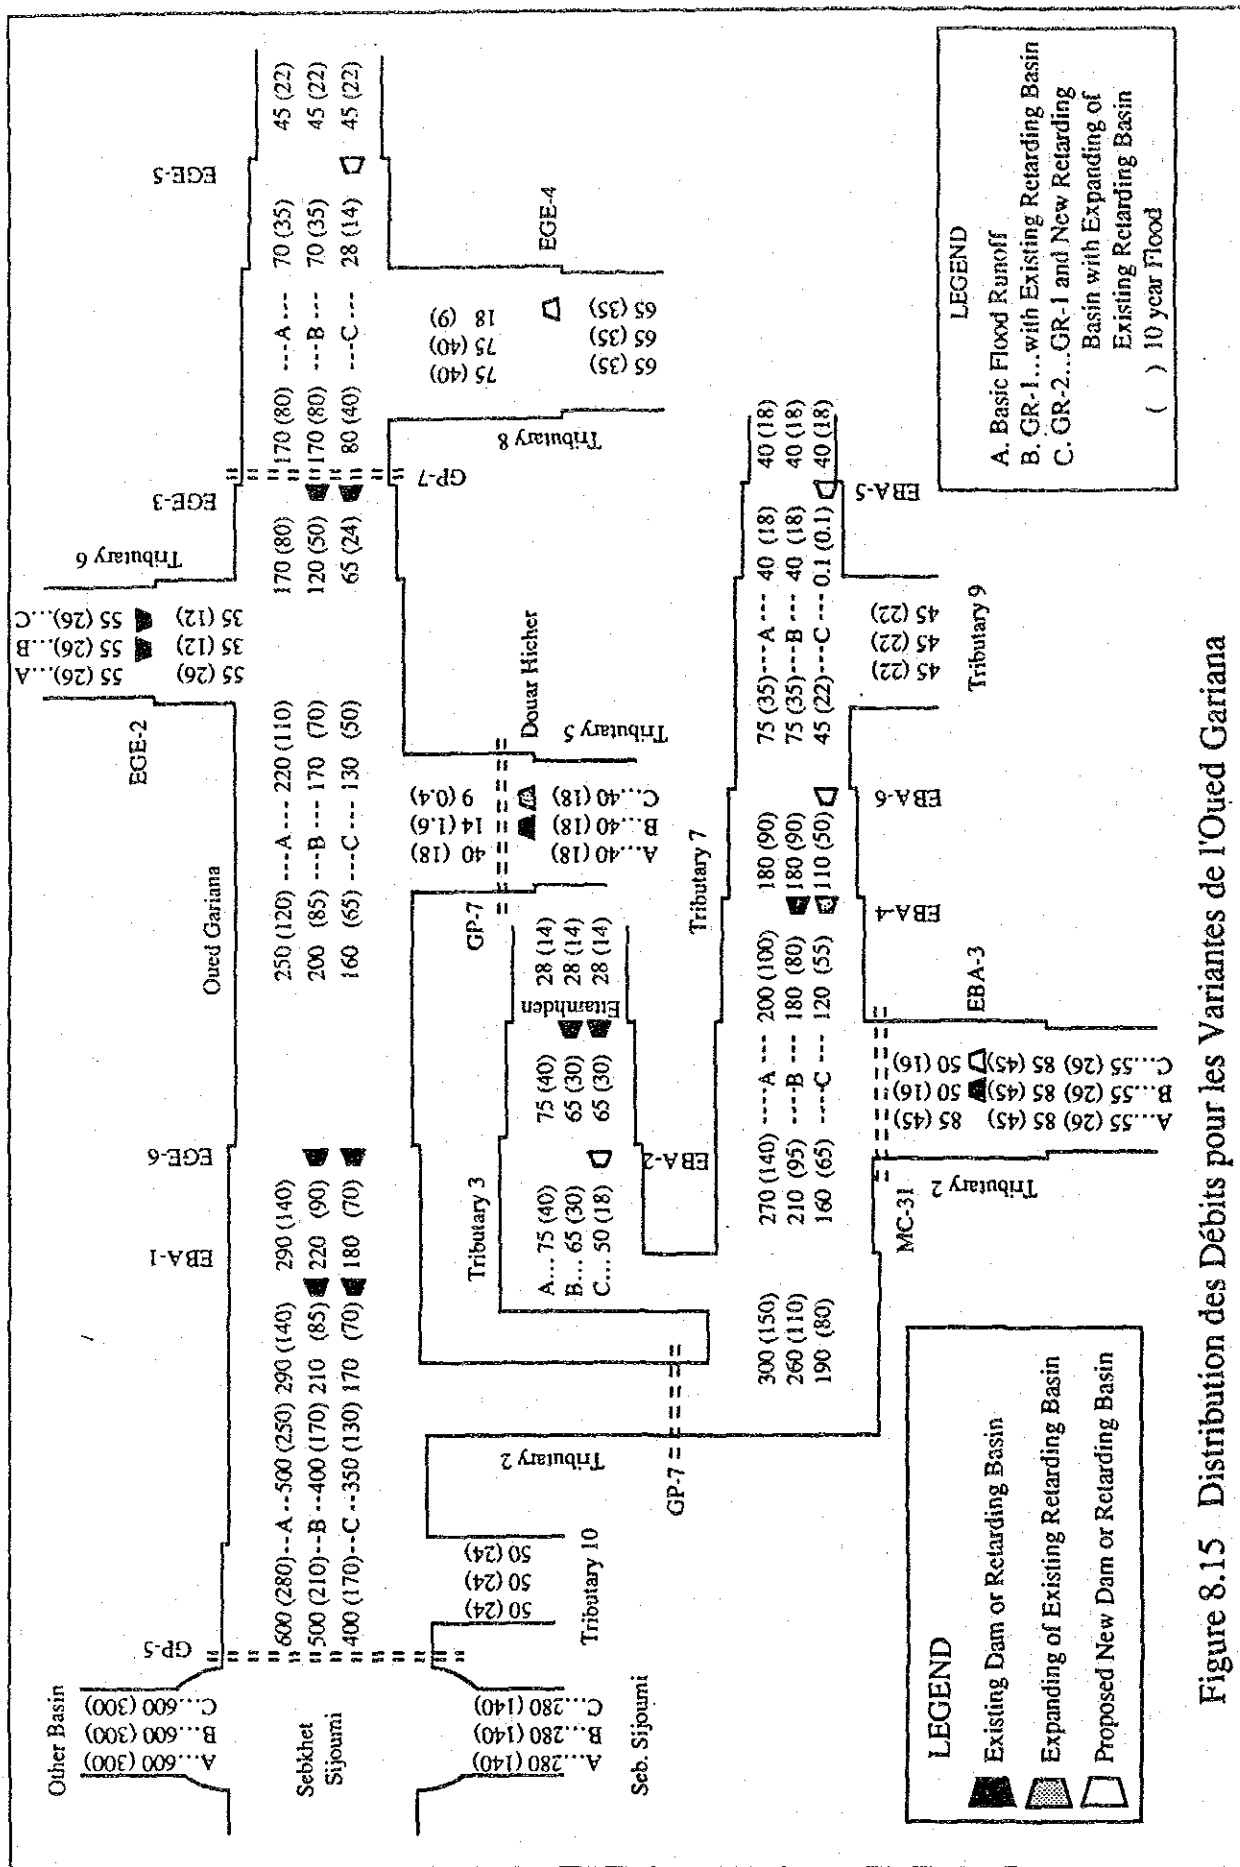 Other Basin
A...600 (300)
B...600 (300)
C...600 (300)
Sebkhet
Sijoumi
A...280 (140)
B...280 (140)
C...280 (140)
Seb. Sijoumi
GP-5
600 (280)--A--500 (250) 290 (140)
500 (210)--B--400 (170) 210 (85)
400 (170)--C--350 (130) 170 (70)
EBA-1
290 (140)
220 (90)
180 (70)
EGE-6
Oued Gariana
250 (120)---A---220 (110)
200 (85)---B---170 (70)
160 (65)---C---130 (50)
EGE-2
55 (26)...A
55 (26)...B
55 (26)...C
55 (26)
35 (12)
35 (12)
Tributary 6
170 (80)
120 (50)
65 (24)
EGE-3
170 (80) ---A--- 70 (35)
170 (80) ---B--- 70 (35)
80 (40) ---C--- 28 (14)
GP-7
EGE-5
45 (22)
45 (22)
45 (22)
Tributary 10
50 (24)
50 (24)
50 (24)
Tributary 2
GP-7
Tributary 3
A... 75 (40)
B... 65 (30)
C... 50 (18)
EBA-2
75 (40)
65 (30)
65 (30)
Ettamhden
28 (14)
28 (14)
28 (14)
GP-7
40 (18)
14 (1.6)
9 (0.4)
A...40 (18)
B...40 (18)
C...40 (18)
Douar Hicher
Tributary 5
Tributary 8
75 (40)
75 (40)
18 (9)
65 (35)
65 (35)
65 (35)
EGE-4
300 (150)
260 (110)
190 (80)
270 (140) ----A --- 200 (100)
210 (95) ----B --- 180 (80)
160 (65) ----C --- 120 (55)
Tributary 7
180 (90)
180 (90)
110 (50)
EBA-4
EBA-6
75 (35)---A --- 40 (18)
75 (35)---B --- 40 (18)
45 (22)---C --- 0.1 (0.1)
EBA-5
40 (18)
40 (18)
40 (18)
MC-31
Tributary 2
85 (45)
50 (16)
50 (16)
A...55 (26) 85 (45)
B...55 (26) 85 (45)
C...55 (26) 85 (45)
EBA-3
45 (22)
45 (22)
45 (22)
Tributary 9
LEGEND
Existing Dam or Retarding Basin
Expanding of Existing Retarding Basin
Proposed New Dam or Retarding Basin
LEGEND
A. Basic Flood Runoff
B. GR-1...with Existing Retarding Basin
C. GR-2...GR-1 and New Retarding
Basin with Expanding of
Existing Retarding Basin
( ) 10 year Flood
Figure 8.15 Distribution des Débits pour les Variantes de l'Oued Gariana